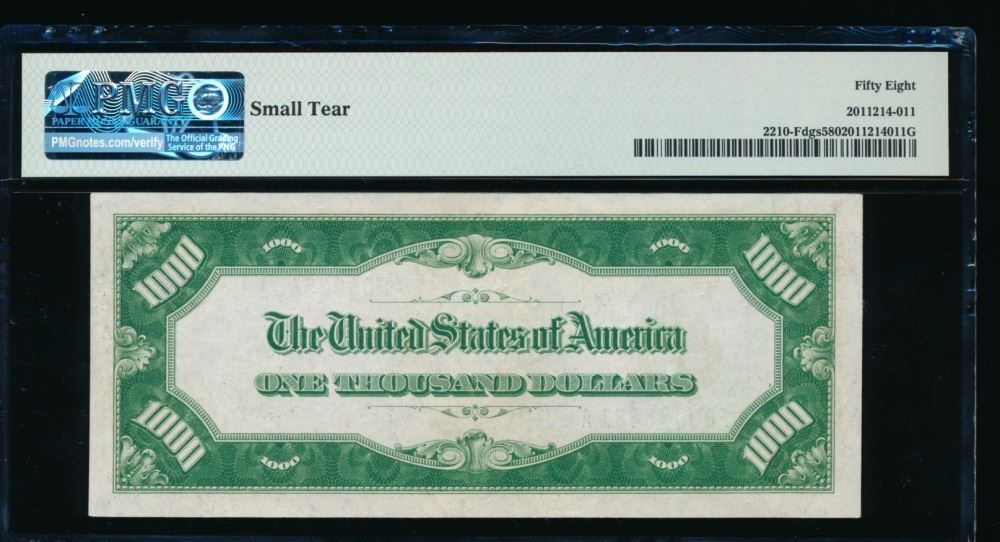 PMG
PAPER MONEY GUARANTY
PMGnotes.com/verify
The Official Grading
Service of the PNG
Small Tear
Fifty Eight
2011214-011
2210-Fdgs5802011214011G
1000 1000 1000 1000
The United States of America
ONE THOUSAND DOLLARS
1000 1000 1000 1000